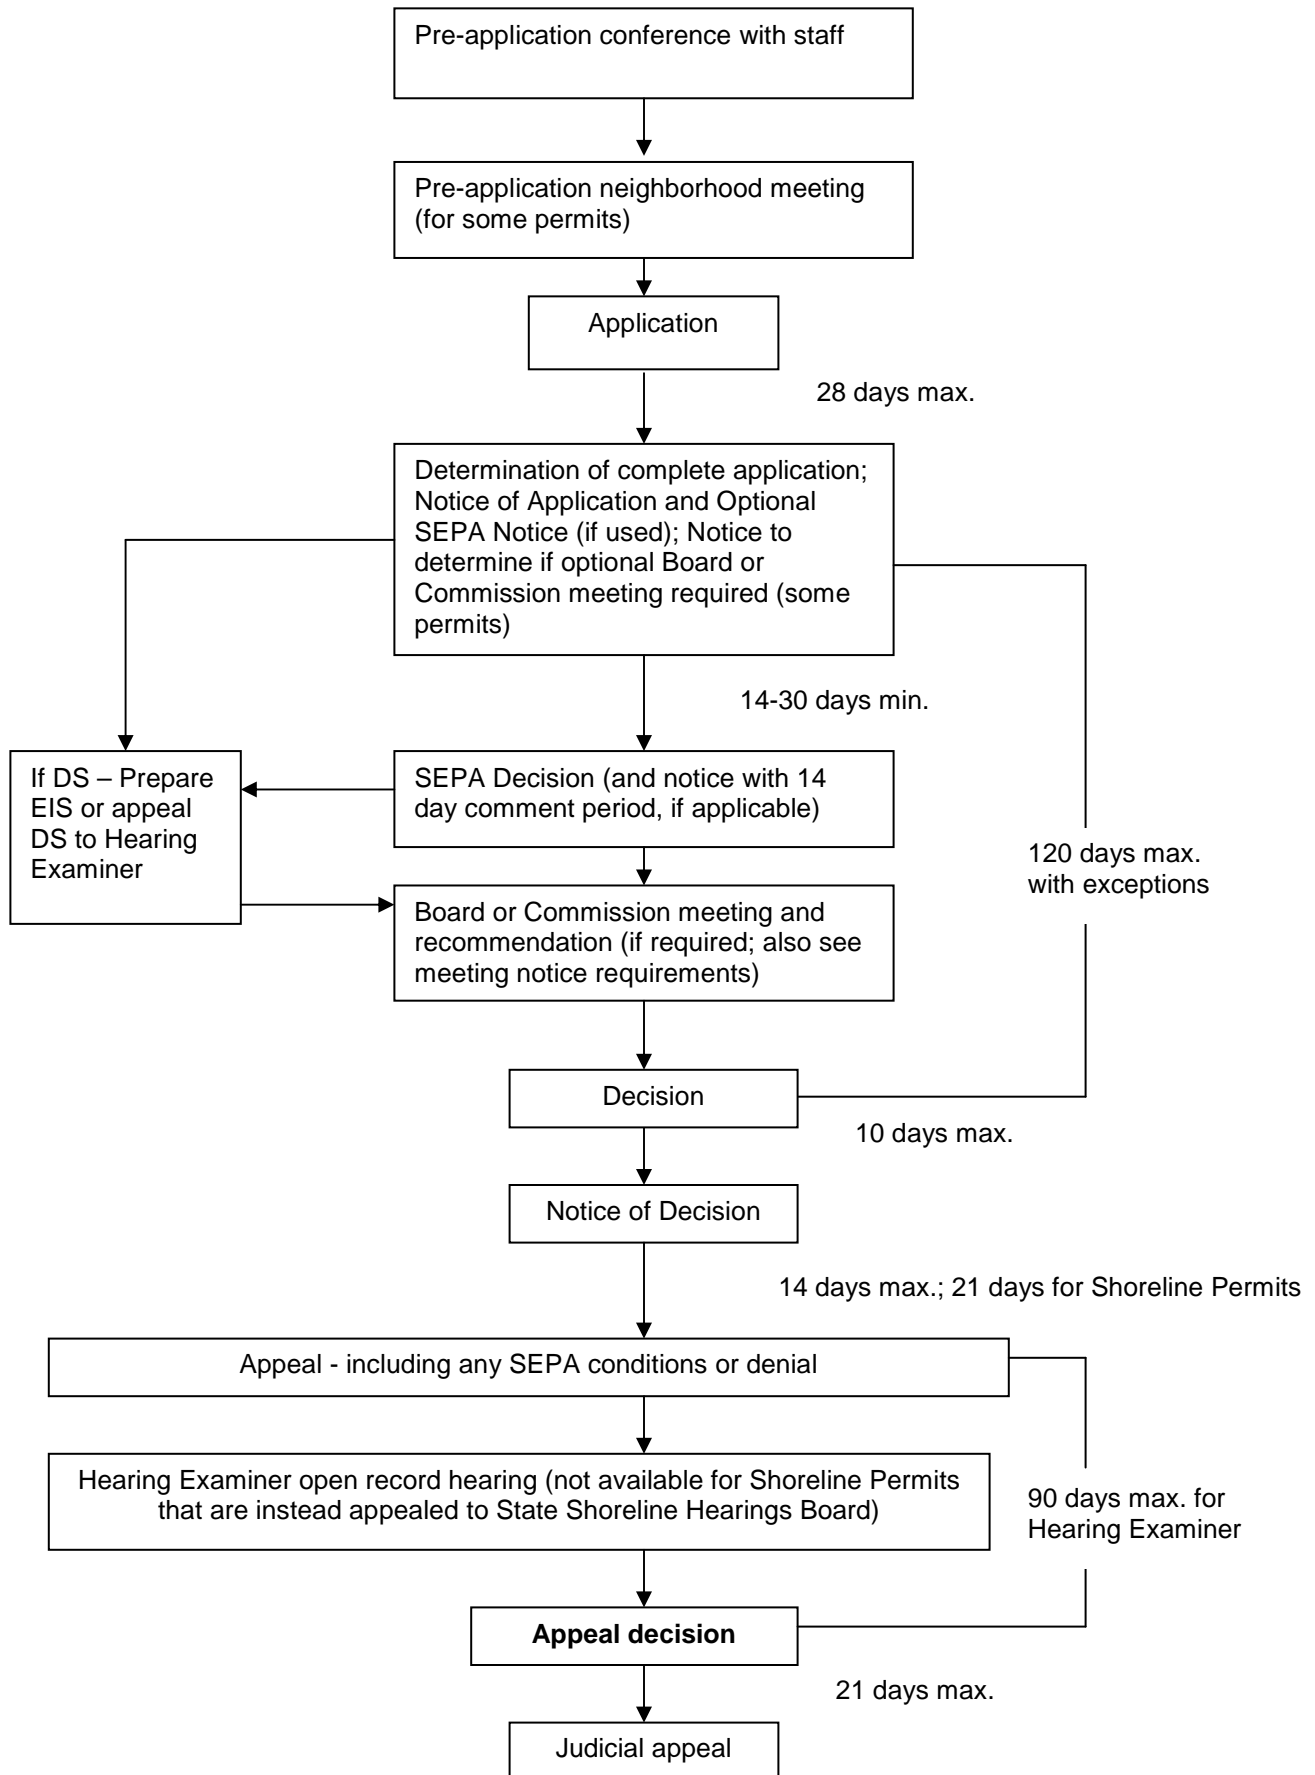 Pre-application conference with staff
Pre-application neighborhood meeting
(for some permits)
Application
28 days max.
Determination of complete application;
Notice of Application and Optional
SEPA Notice (if used); Notice to
determine if optional Board or
Commission meeting required (some
permits)
14-30 days min.
If DS – Prepare
EIS or appeal
DS to Hearing
Examiner
SEPA Decision (and notice with 14
day comment period, if applicable)
120 days max.
with exceptions
Board or Commission meeting and
recommendation (if required; also see
meeting notice requirements)
Decision
10 days max.
Notice of Decision
14 days max.; 21 days for Shoreline Permits
Appeal - including any SEPA conditions or denial
Hearing Examiner open record hearing (not available for Shoreline Permits
that are instead appealed to State Shoreline Hearings Board)
90 days max. for
Hearing Examiner
Appeal decision
21 days max.
Judicial appeal